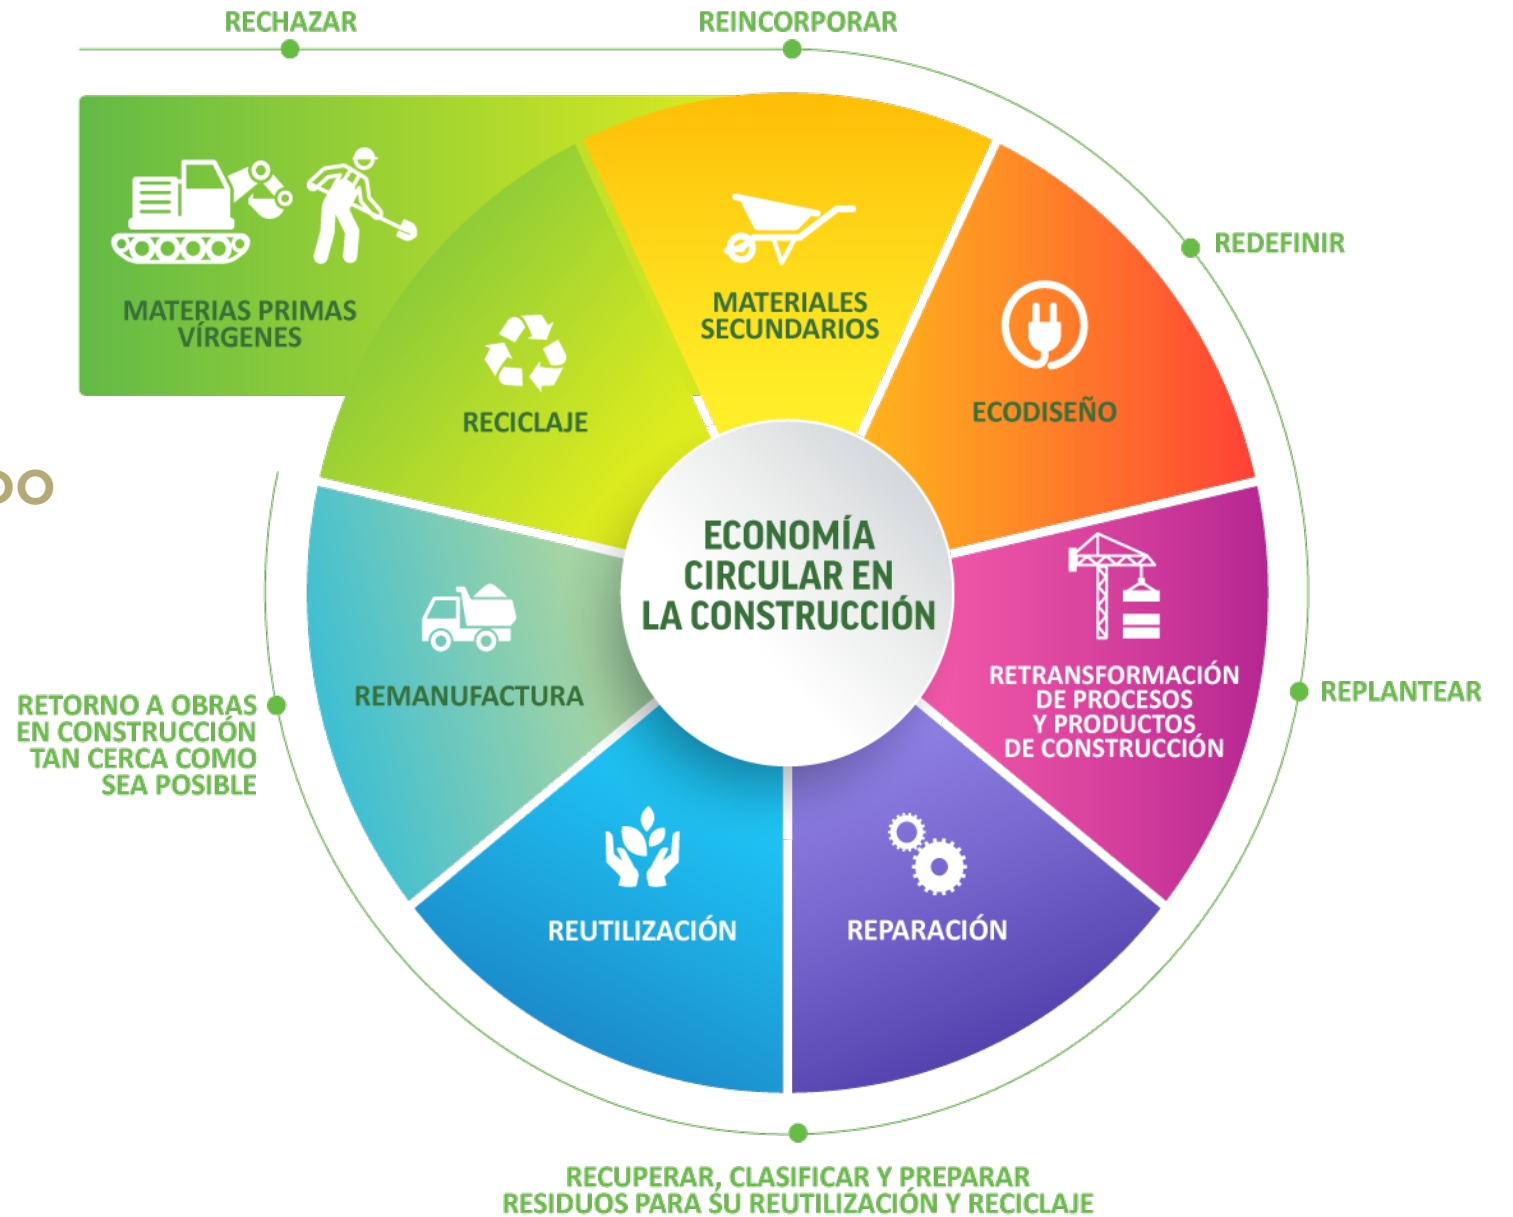 RECHAZAR
REINCORPORAR
REDEFINIR
MATERIAS PRIMAS
VÍRGENES
MATERIALES
SECUNDARIOS
RECICLAJE
ECODISEÑO
ECONOMÍA
CIRCULAR EN
LA CONSTRUCCIÓN
REMANUFACTURA
RETRANSFORMACIÓN
DE PROCESOS
Y PRODUCTOS
DE CONSTRUCCIÓN
REPLANTEAR
RETORNO A OBRAS
EN CONSTRUCCIÓN
TAN CERCA COMO
SEA POSIBLE
REUTILIZACIÓN
REPARACIÓN
RECUPERAR, CLASIFICAR Y PREPARAR
RESIDUOS PARA SU REUTILIZACIÓN Y RECICLAJE